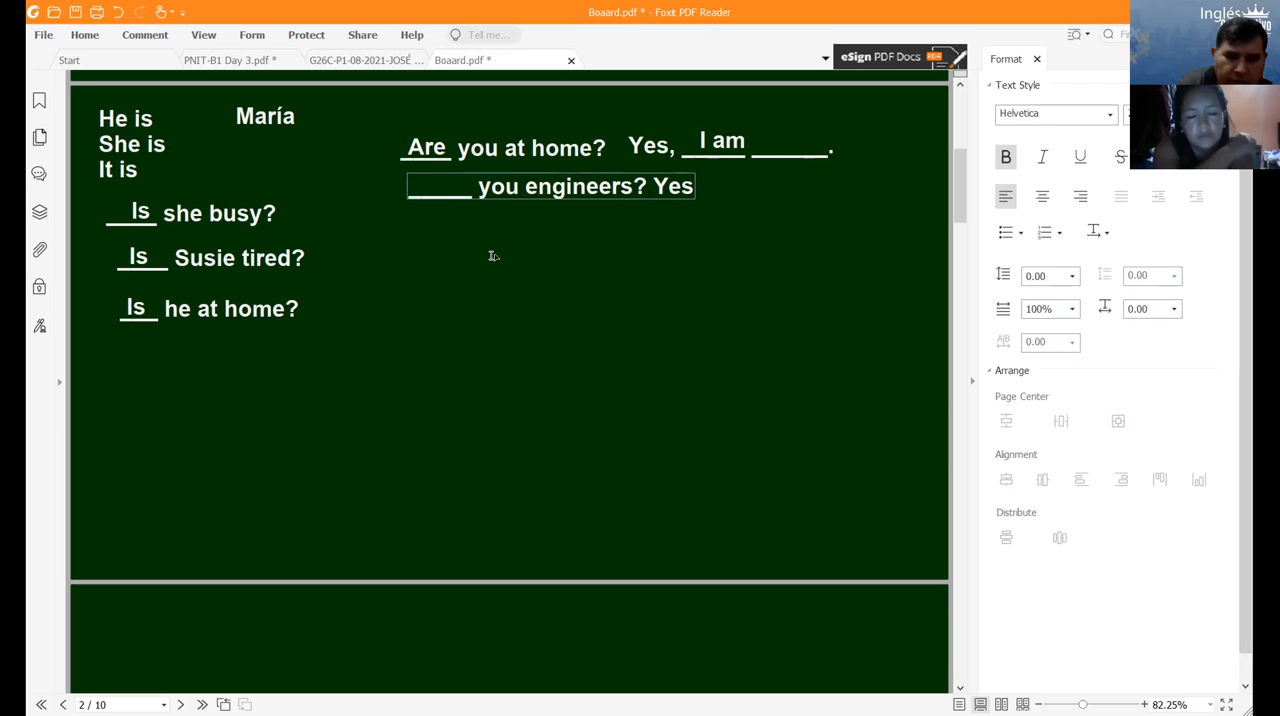 Boaard.pdf * - Foxit PDF Reader
File Home Comment View Form Protect Share Help Tell me...
Start PNIT-B1 Day 3.pdf * G26C-P1-08-2021-JOSÉ ... Boaard.pdf *
eSign PDF Docs
Inglés
He is
She is
It is
María
Is she busy?
Is Susie tired?
Is he at home?
Are you at home? Yes, I am ______.
_____ you engineers? Yes
Format
Text Style
Helvetica
B I U S
0.00 0.00
100% 0.00
0.00
Arrange
Page Center
Alignment
Distribute
2 / 10
82.25%